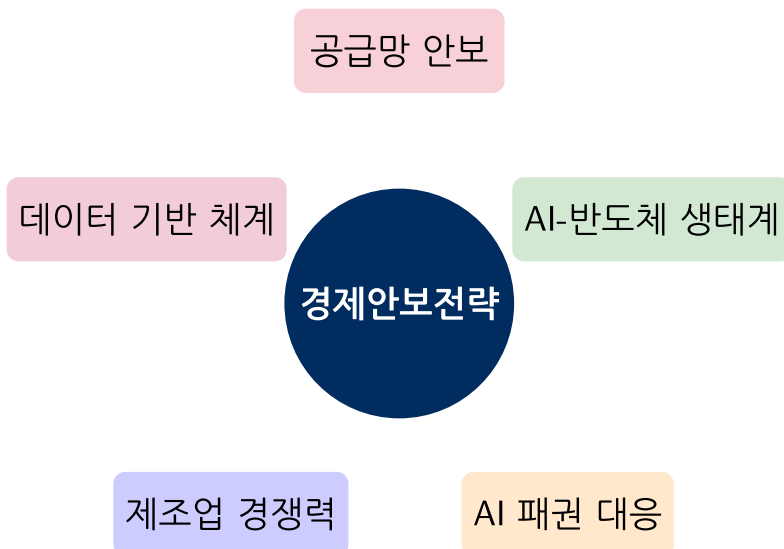 공급망 안보
데이터 기반 체계
AI-반도체 생태계
경제안보전략
제조업 경쟁력
AI 패권 대응